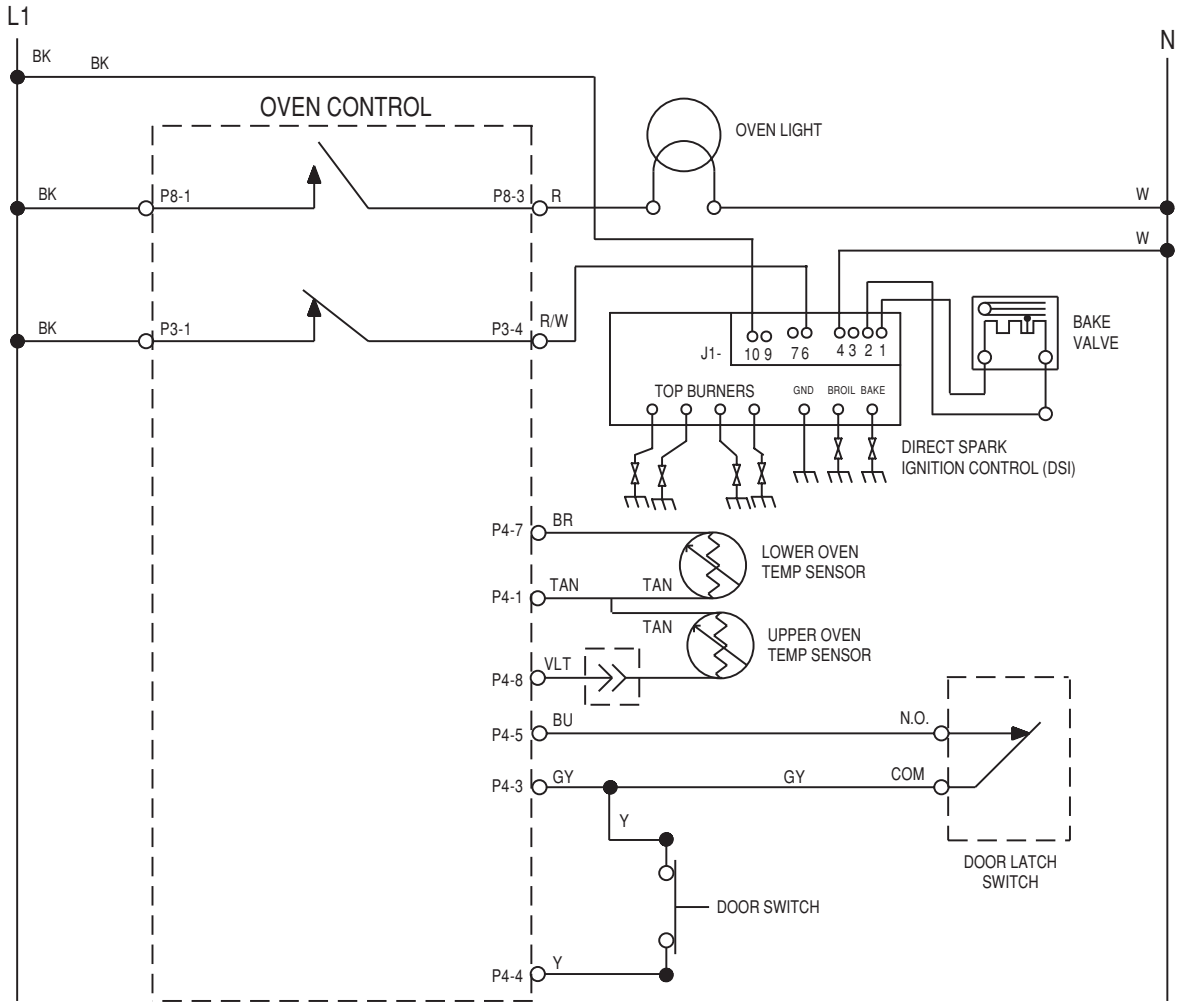 L1
N
BK
BK
OVEN CONTROL
OVEN LIGHT
BK
P8-1
P8-3
R
W
W
BK
P3-1
P3-4
R/W
BAKE
VALVE
J1-
10 9
7 6
4 3 2 1
TOP BURNERS
GND
BROIL
BAKE
DIRECT SPARK
IGNITION CONTROL (DSI)
P4-7
BR
LOWER OVEN
TEMP SENSOR
P4-1
TAN
TAN
TAN
UPPER OVEN
TEMP SENSOR
P4-8
VLT
P4-5
BU
N.O.
P4-3
GY
GY
COM
Y
DOOR LATCH
SWITCH
DOOR SWITCH
P4-4
Y